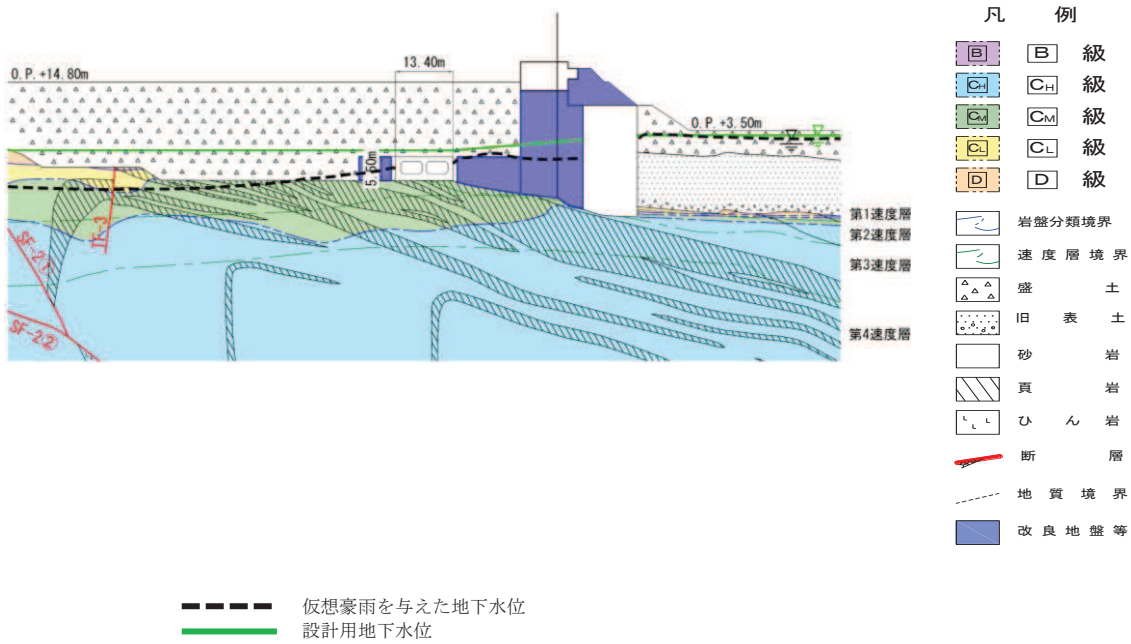 O.P.+14.80m
13.40m
O.P.+3.50m
TF-3
SF-2①
SF-2②
第1速度層
第2速度層
第3速度層
第4速度層
凡 例
B B 級
CH CH 級
CM CM 級
CL CL 級
D D 級
岩盤分類境界
速度層境界
盛土
旧表土
砂岩
頁岩
ひん岩
断層
地質境界
改良地盤等
仮想豪雨を与えた地下水位
設計用地下水位